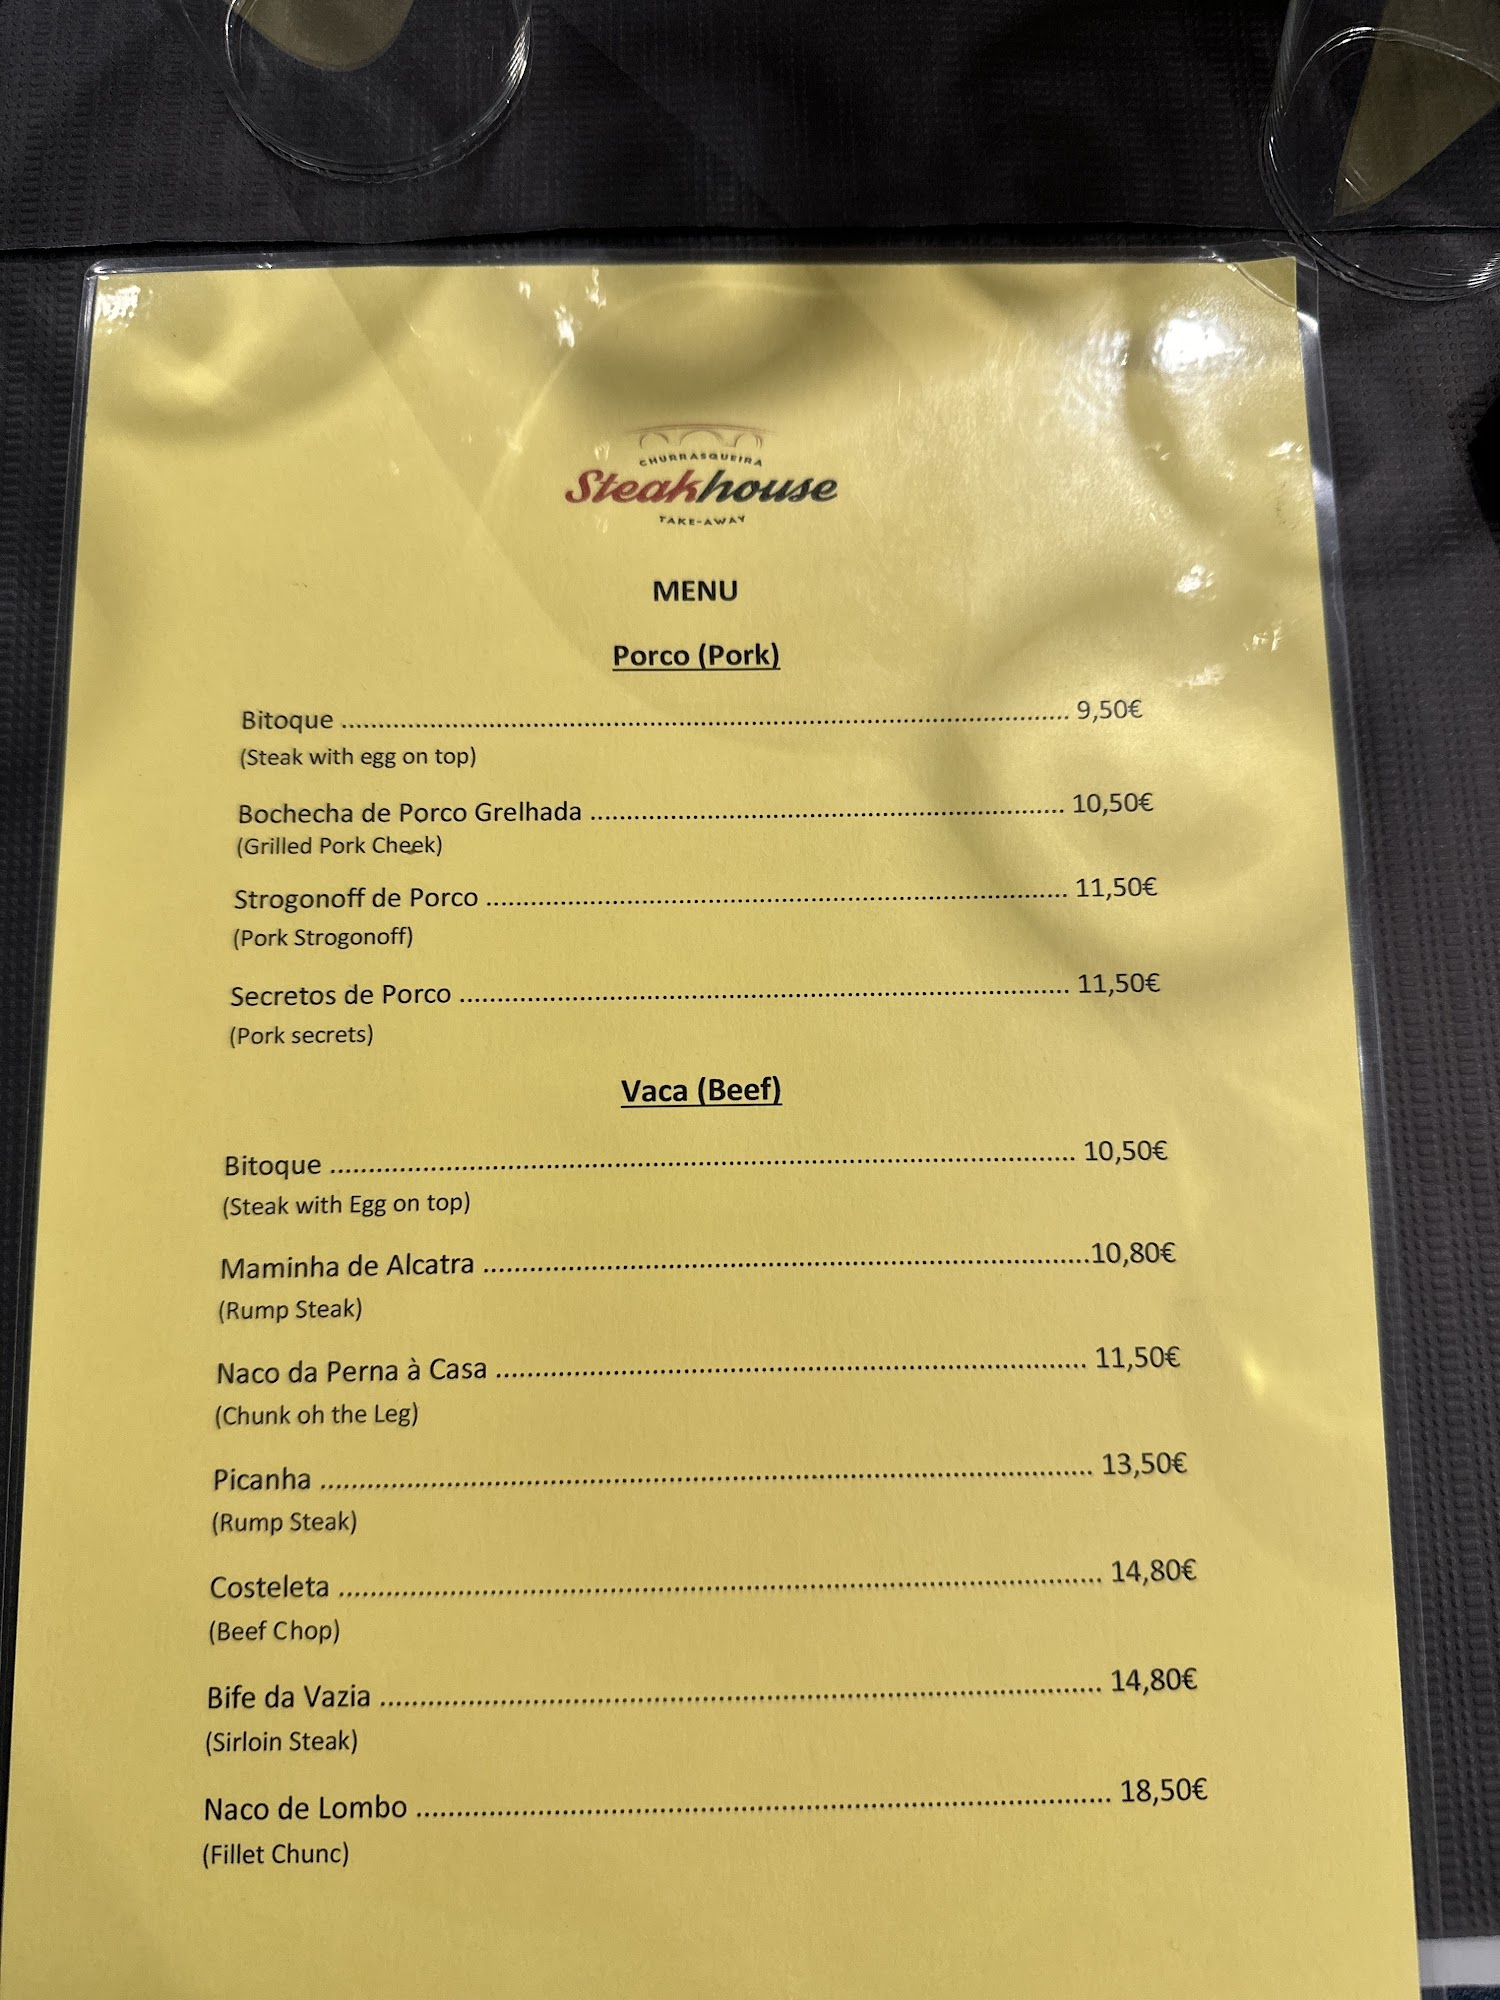 CHURRASQUEIRA
Steakhouse
TAKE-AWAY
MENU
Porco (Pork)
Bitoque ........................................................................................................ 9,50€
(Steak with egg on top)
Bochecha de Porco Grelhada ............................................................... 10,50€
(Grilled Pork Cheek)
Strogonoff de Porco .............................................................................. 11,50€
(Pork Strogonoff)
Secretos de Porco .................................................................................. 11,50€
(Pork secrets)
Vaca (Beef)
Bitoque .................................................................................................. 10,50€
(Steak with Egg on top)
Maminha de Alcatra ...............................................................................10,80€
(Rump Steak)
Naco da Perna à Casa ............................................................................ 11,50€
(Chunk oh the Leg)
Picanha .................................................................................................. 13,50€
(Rump Steak)
Costeleta ................................................................................................ 14,80€
(Beef Chop)
Bife da Vazia .......................................................................................... 14,80€
(Sirloin Steak)
Naco de Lombo ...................................................................................... 18,50€
(Fillet Chunc)